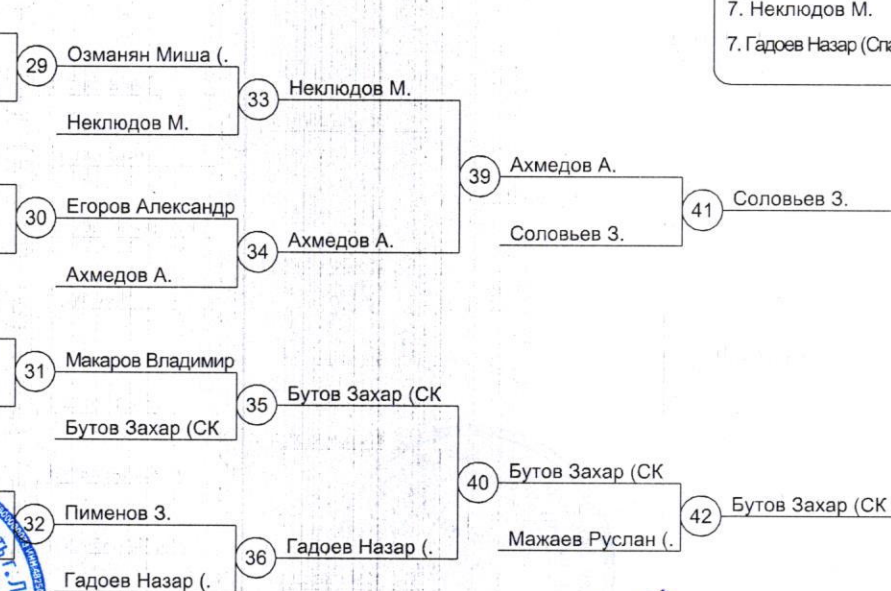 7. Неклюдов М.
7. Гадоев Назар (Спа
29 Озманян Миша (.
33 Неклюдов М.
Неклюдов М.
39 Ахмедов А.
30 Егоров Александр
41 Соловьев З.
34 Ахмедов А.
Соловьев З.
Ахмедов А.
31 Макаров Владимир
35 Бутов Захар (СК
Бутов Захар (СК
40 Бутов Захар (СК
32 Пименов З.
42 Бутов Захар (СК
36 Гадоев Назар (.
Мажаев Руслан (.
Гадоев Назар (.